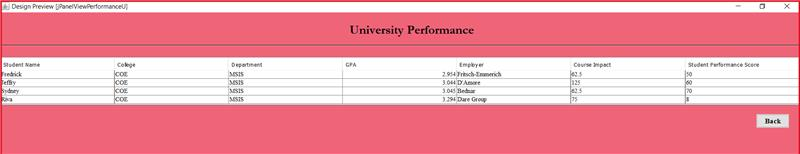 Design Preview [jPanelViewPerformanceU]
University Performance
Student Name College Department GPA Employer Course Impact Student Performance Score
Fredrick COE MSIS 2.954 Fritsch-Emmerich 62.5 50
Jeffry COE MSIS 3.044 D'Amore 125 60
Sydney COE MSIS 3.045 Bednar 62.5 70
Riva COE MSIS 3.294 Dare Group 75 8
Back